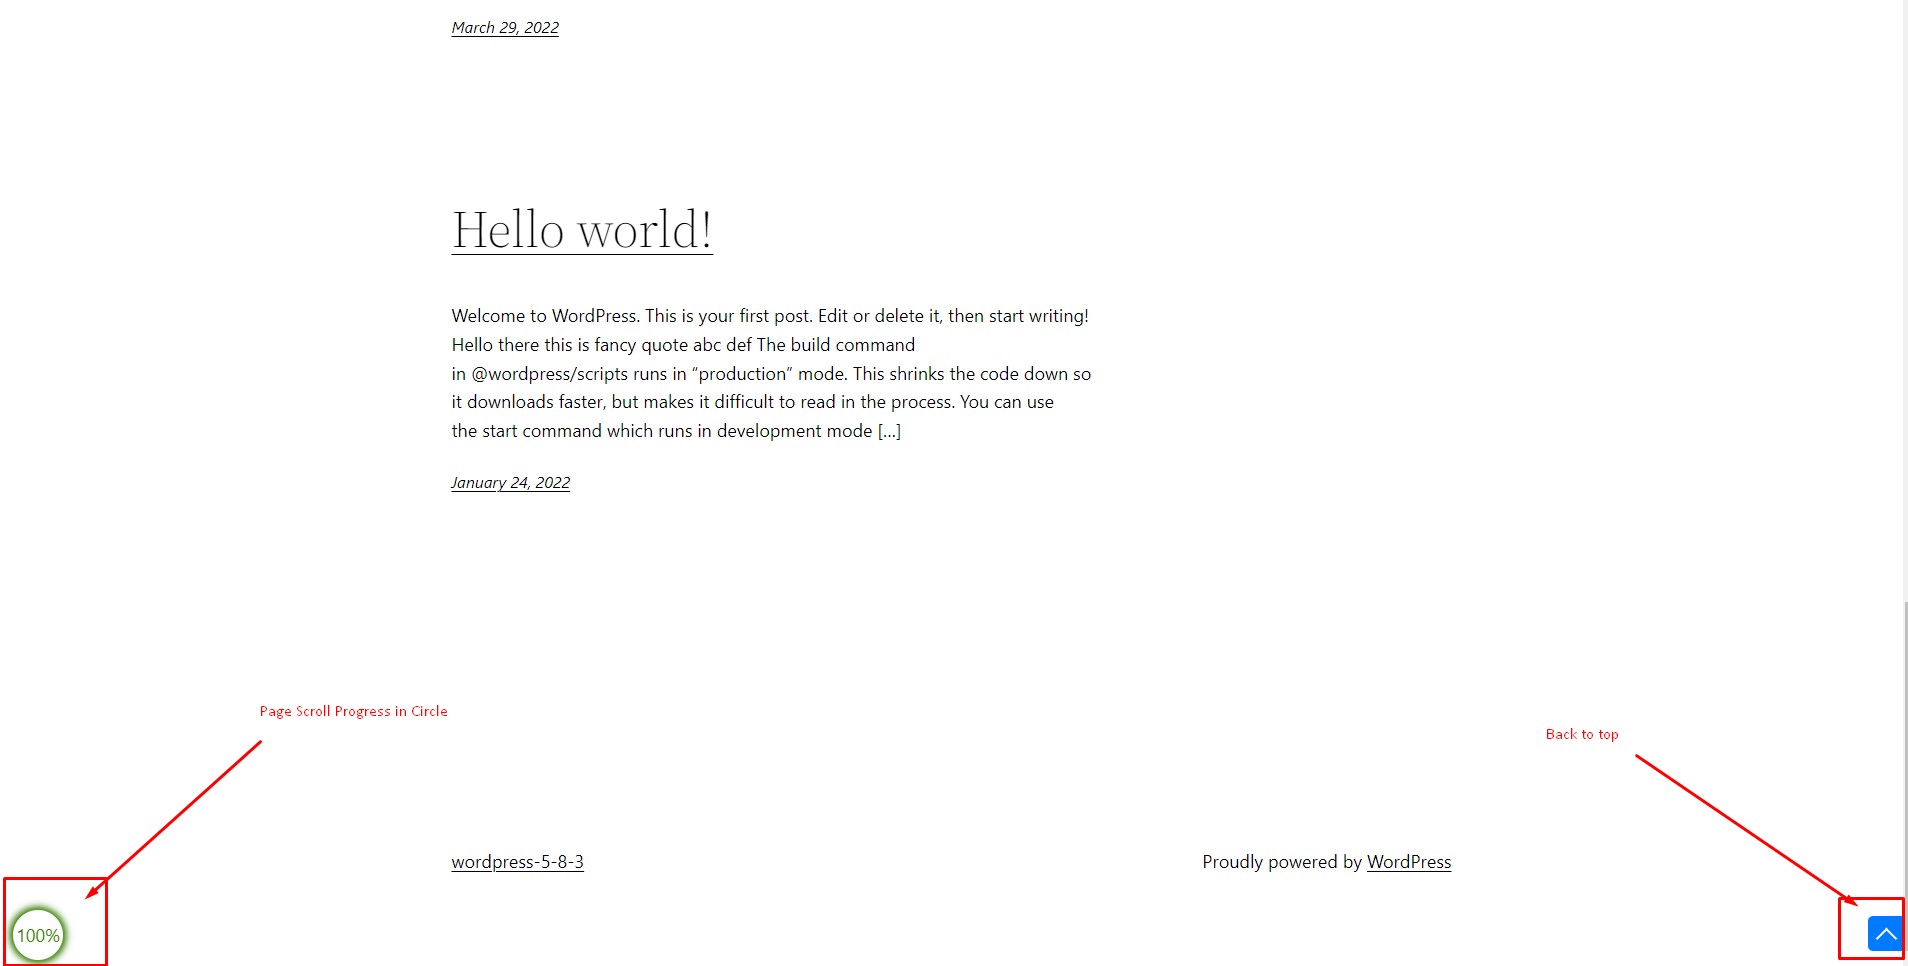 March 29, 2022
Hello world!
Welcome to WordPress. This is your first post. Edit or delete it, then start writing!
Hello there this is fancy quote abc def The build command
in @wordpress/scripts runs in “production” mode. This shrinks the code down so
it downloads faster, but makes it difficult to read in the process. You can use
the start command which runs in development mode […]
January 24, 2022
Page Scroll Progress in Circle
Back to top
wordpress-5-8-3
Proudly powered by WordPress
100%